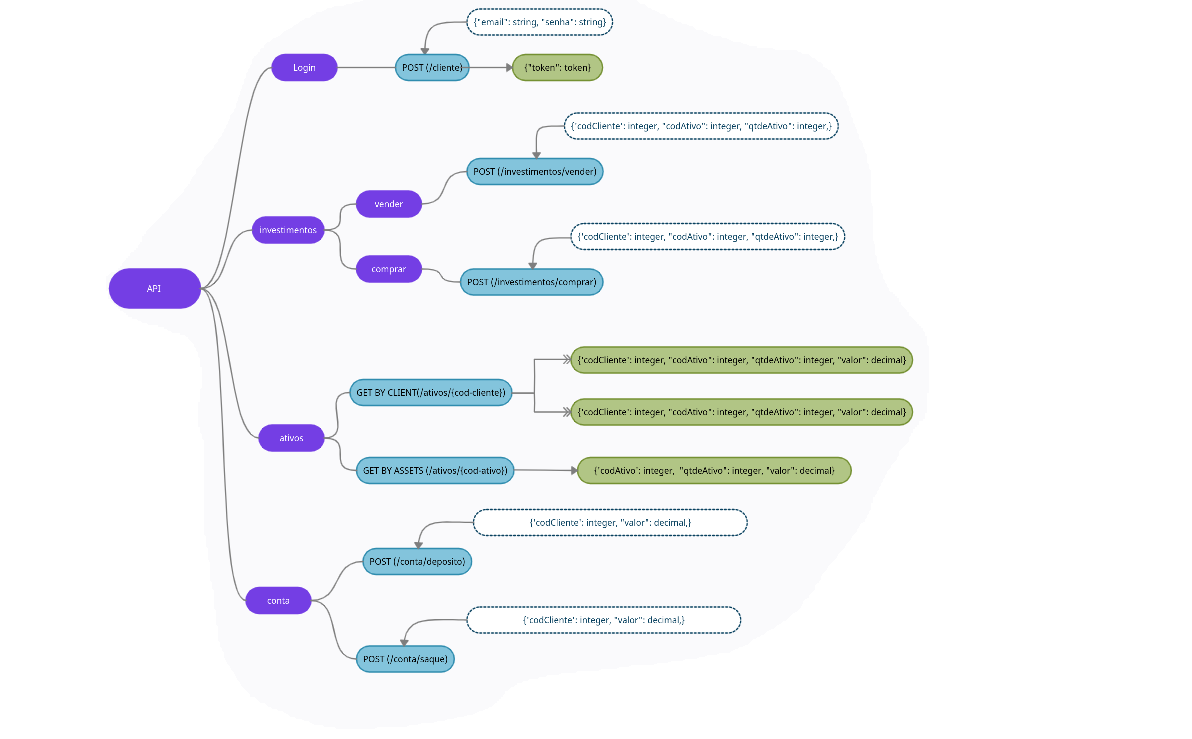 {"email": string, "senha": string}
Login
POST (/cliente)
{"token": token}
{'codCliente': integer, "codAtivo": integer, "qtdeAtivo": integer,}
POST (/investimentos/vender)
vender
investimentos
{'codCliente': integer, "codAtivo": integer, "qtdeAtivo": integer,}
comprar
POST (/investimentos/comprar)
API
{'codCliente': integer, "codAtivo": integer, "qtdeAtivo": integer, "valor": decimal}
GET BY CLIENT(/ativos/{cod-cliente})
{'codCliente': integer, "codAtivo": integer, "qtdeAtivo": integer, "valor": decimal}
ativos
GET BY ASSETS (/ativos/{cod-ativo})
{'codAtivo': integer, "qtdeAtivo": integer, "valor": decimal}
{'codCliente': integer, "valor": decimal,}
POST (/conta/deposito)
conta
{'codCliente': integer, "valor": decimal,}
POST (/conta/saque)